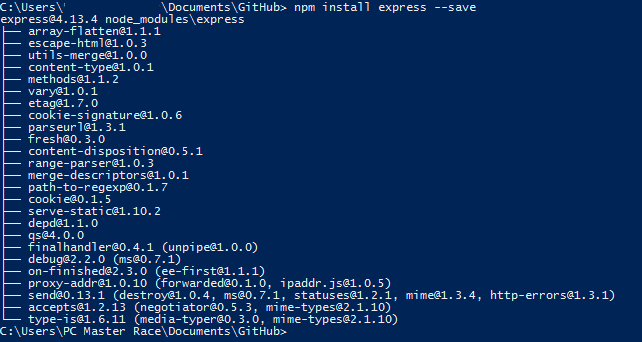 C:\Users\' \Documents\GitHub> npm install express --save
express@4.13.4 node_modules\express
├── array-flatten@1.1.1
├── escape-html@1.0.3
├── utils-merge@1.0.0
├── content-type@1.0.1
├── methods@1.1.2
├── vary@1.0.1
├── etag@1.7.0
├── cookie-signature@1.0.6
├── parseurl@1.3.1
├── fresh@0.3.0
├── content-disposition@0.5.1
├── range-parser@1.0.3
├── merge-descriptors@1.0.1
├── path-to-regexp@0.1.7
├── cookie@0.1.5
├── serve-static@1.10.2
├── depd@1.1.0
├── qs@4.0.0
├── finalhandler@0.4.1 (unpipe@1.0.0)
├── debug@2.2.0 (ms@0.7.1)
├── on-finished@2.3.0 (ee-first@1.1.1)
├── proxy-addr@1.0.10 (forwarded@0.1.0, ipaddr.js@1.0.5)
├── send@0.13.1 (destroy@1.0.4, ms@0.7.1, statuses@1.2.1, mime@1.3.4, http-errors@1.3.1)
├── accepts@1.2.13 (negotiator@0.5.3, mime-types@2.1.10)
└── type-is@1.6.11 (media-typer@0.3.0, mime-types@2.1.10)
C:\Users\PC Master Race\Documents\GitHub>